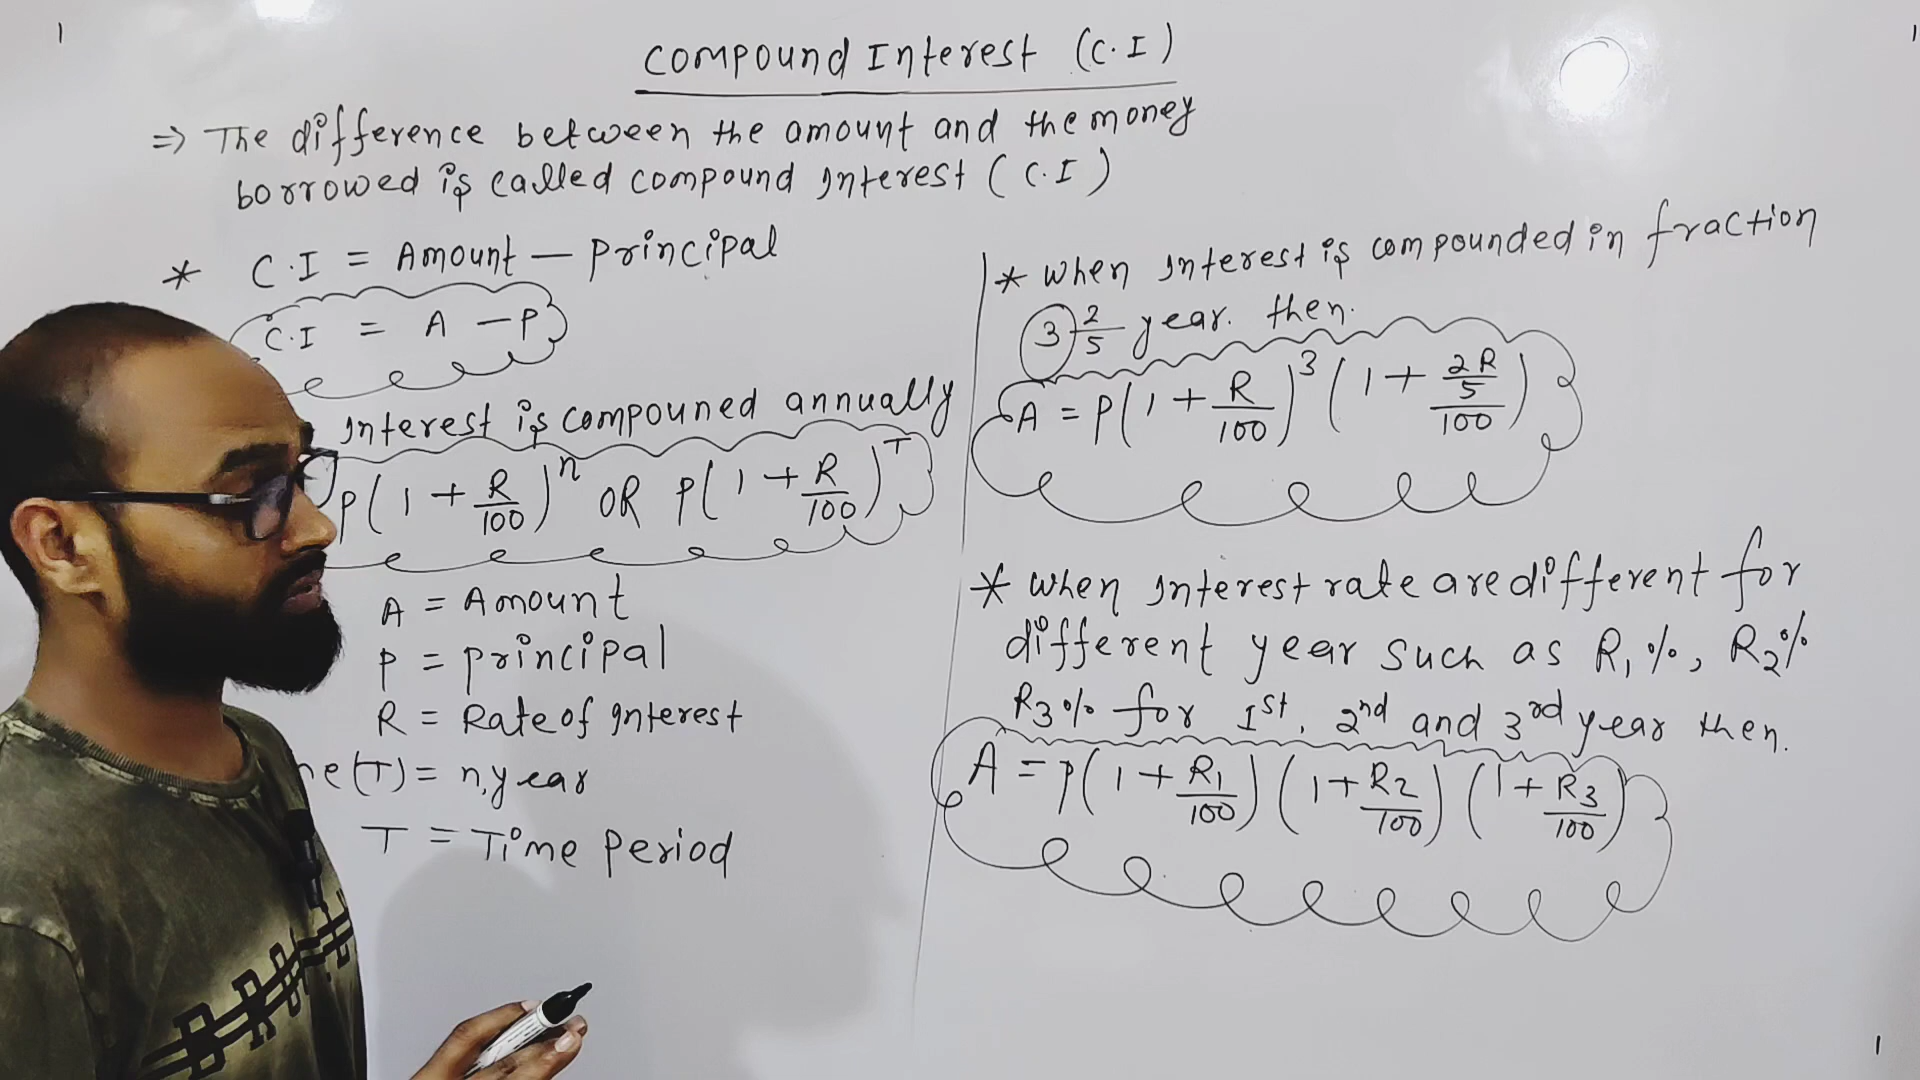 Compound Interest (C.I)
=> The difference between the amount and the money
borrowed is called compound Interest (C.I)
* C.I = Amount — principal
C.I = A — P
Interest is compouned annually
P(1 + R/100)^n OR P(1 + R/100)^T
A = Amount
P = principal
R = Rate of Interest
(T) = n, year
T = Time period
* when Interest is compounded in fraction
3 2/5 year. then.
A = P(1 + R/100)^3 (1 + (2R/5)/100)
* when Interest rate are different for
different year such as R1%, R2%
R3% for 1st, 2nd and 3rd year then.
A = P(1 + R1/100) (1 + R2/100) (1 + R3/100)